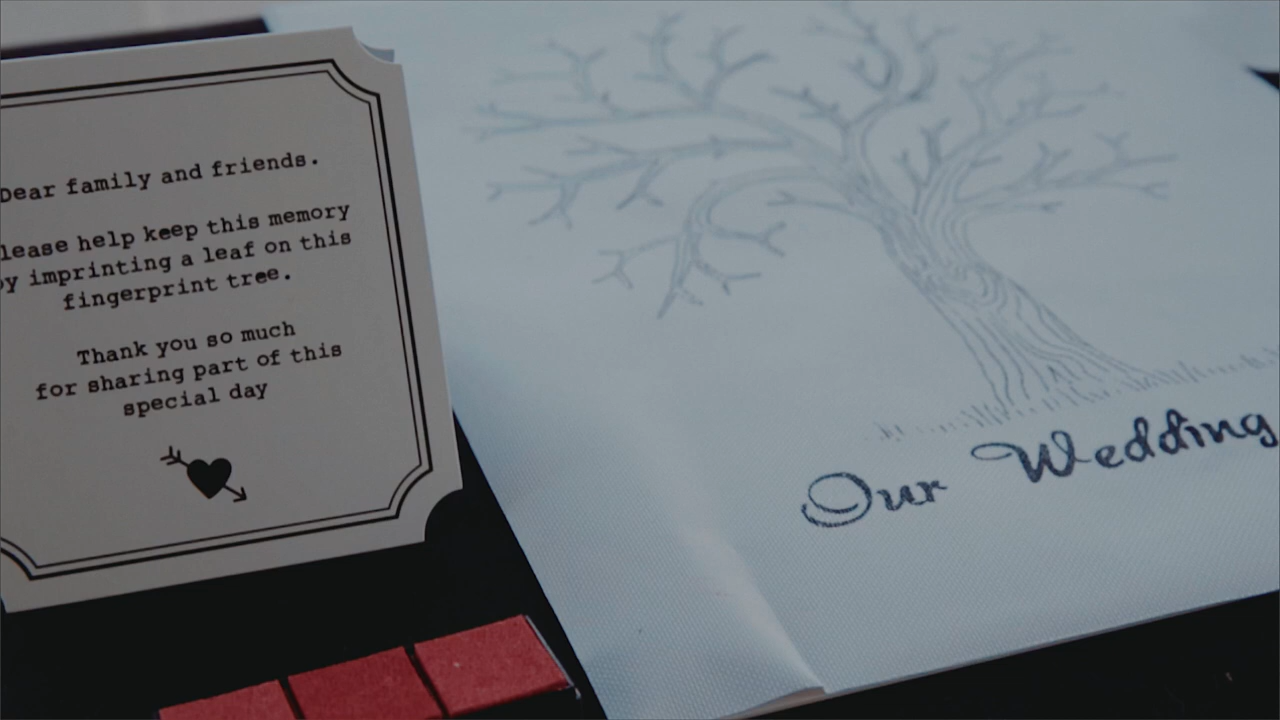 Dear family and friends.
lease help keep this memory
by imprinting a leaf on this
fingerprint tree.
Thank you so much
for sharing part of this
special day
Our Wedding